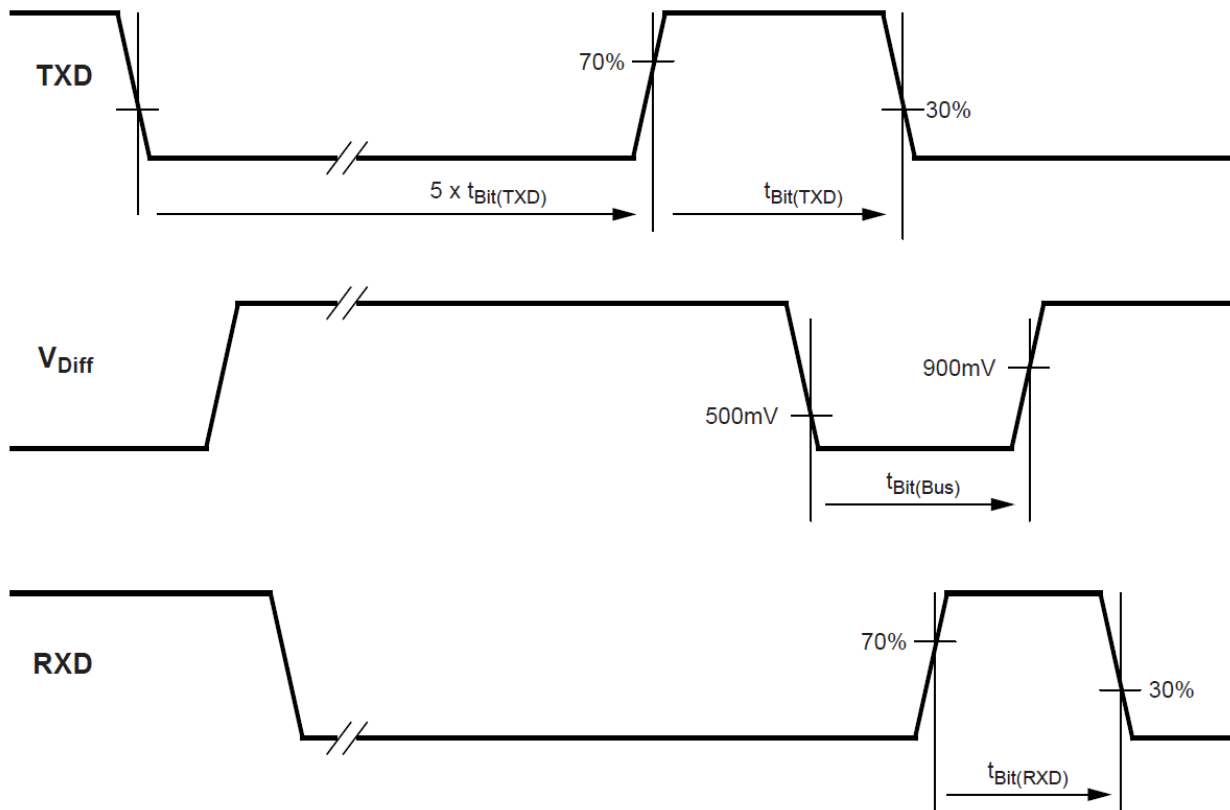 TXD
70%
30%
5 x tBit(TXD)
tBit(TXD)
VDiff
900mV
500mV
tBit(Bus)
RXD
70%
30%
tBit(RXD)